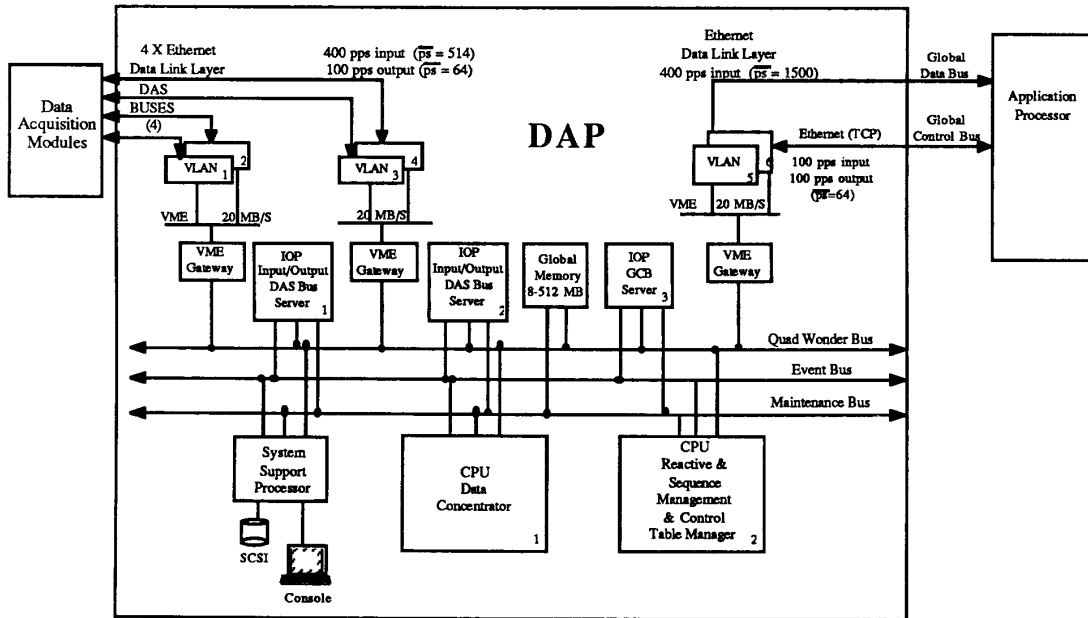 4 X Ethernet
Data Link Layer
DAS
BUSES
(4)
Data
Acquisition
Modules
400 pps input (ps = 514)
100 pps output (ps = 64)
DAP
Ethernet
Data Link Layer
400 pps input (ps = 1500)
Global
Data Bus
Global
Control Bus
Application
Processor
Ethernet (TCP)
100 pps input
100 pps output
(ps=64)
2
VLAN 1
4
VLAN 3
6
VLAN
5
VME 20 MB/S
20 MB/S
VME 20 MB/S
VME
Gateway
IOP
Input/Output
DAS Bus
Server
1
VME
Gateway
IOP
Input/Output
DAS Bus
Server
2
Global
Memory
8-512 MB
IOP
GCB
Server
3
VME
Gateway
Quad Wonder Bus
Event Bus
Maintenance Bus
System
Support
Processor
CPU
Data
Concentrator
1
CPU
Reactive &
Sequence
Management
& Control
Table Manager
2
SCSI
Console